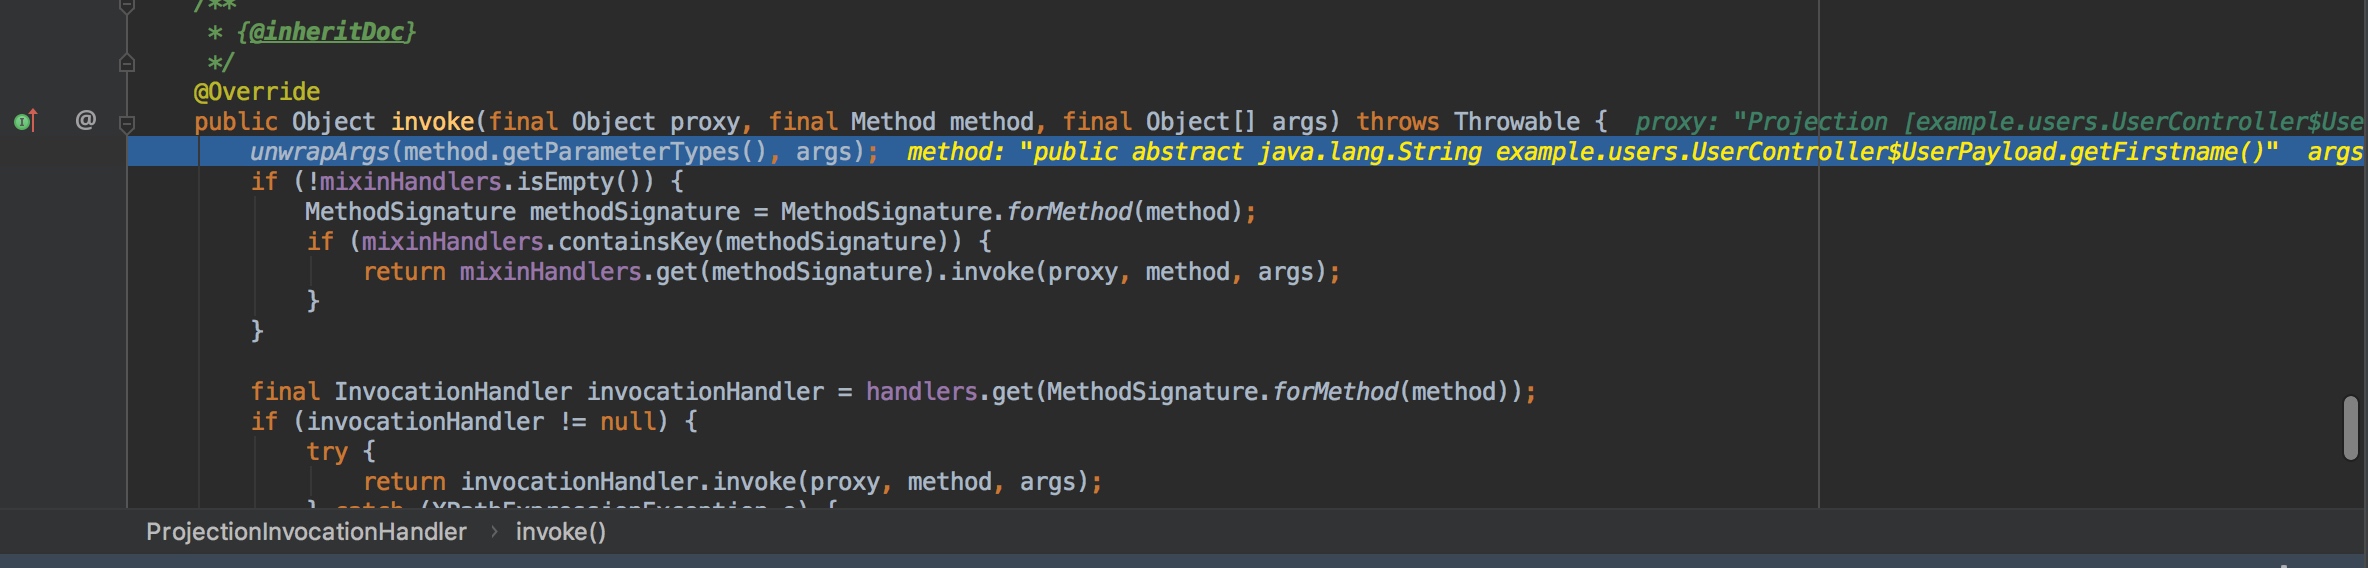 /**
* {@inheritDoc}
*/
@Override
@ public Object invoke(final Object proxy, final Method method, final Object[] args) throws Throwable { proxy: "Projection [example.users.UserController$Use
unwrapArgs(method.getParameterTypes(), args); method: "public abstract java.lang.String example.users.UserController$UserPayload.getFirstname()" args
if (!mixinHandlers.isEmpty()) {
MethodSignature methodSignature = MethodSignature.forMethod(method);
if (mixinHandlers.containsKey(methodSignature)) {
return mixinHandlers.get(methodSignature).invoke(proxy, method, args);
}
}
final InvocationHandler invocationHandler = handlers.get(MethodSignature.forMethod(method));
if (invocationHandler != null) {
try {
return invocationHandler.invoke(proxy, method, args);
} catch (XPathExpressionException e) {
ProjectionInvocationHandler › invoke()